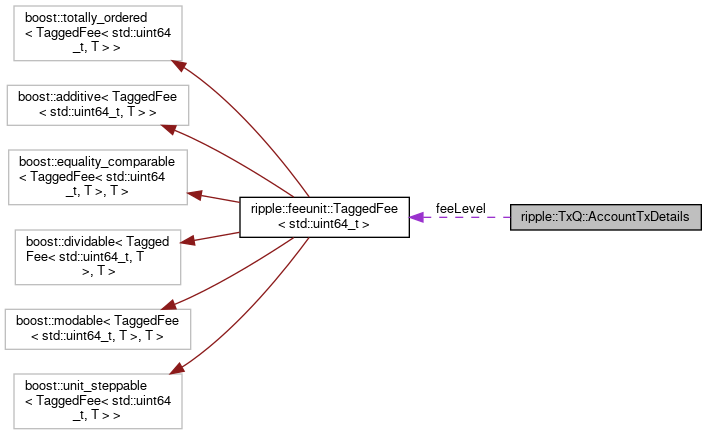 boost::totally_ordered
< TaggedFee< std::uint64
_t, T > >
boost::additive< TaggedFee
< std::uint64_t, T > >
boost::equality_comparable
< TaggedFee< std::uint64
_t, T >, T >
ripple::feeunit::TaggedFee
< std::uint64_t >
feeLevel
ripple::TxQ::AccountTxDetails
boost::dividable< Tagged
Fee< std::uint64_t, T
>, T >
boost::modable< TaggedFee
< std::uint64_t, T >, T >
boost::unit_steppable
< TaggedFee< std::uint64
_t, T > >